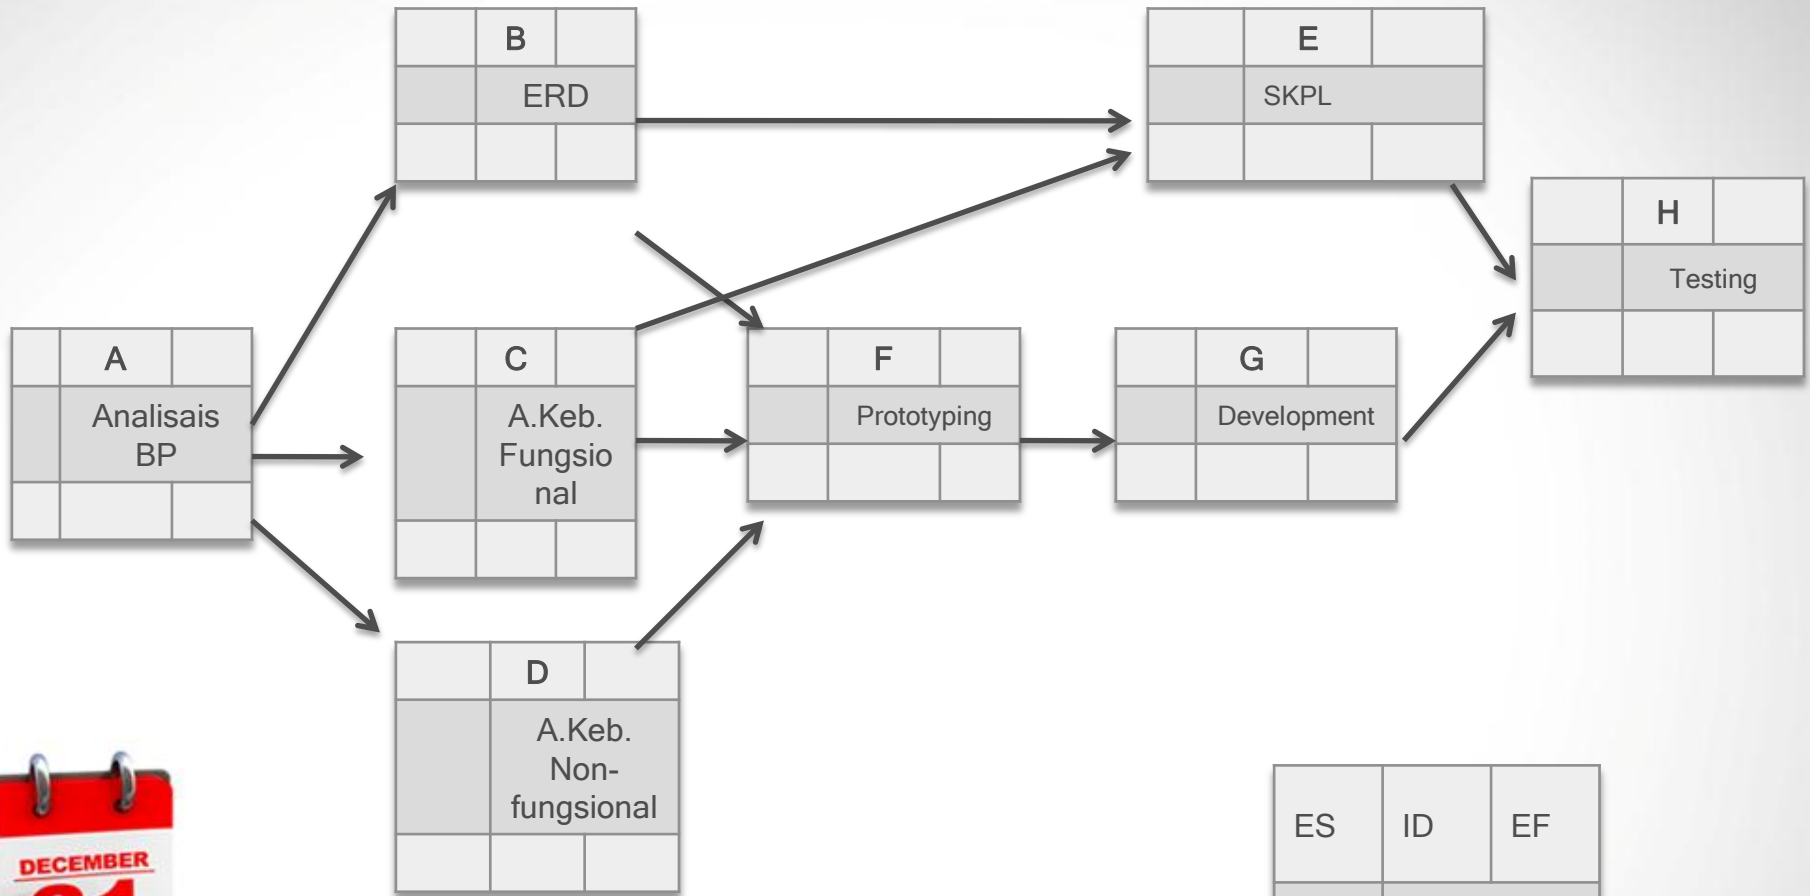 B
ERD
E
SKPL
H
Testing
A
Analisais
BP
C
A.Keb.
Fungsio
nal
F
Prototyping
G
Development
D
A.Keb.
Non-
fungsional
DECEMBER
ES
ID
EF